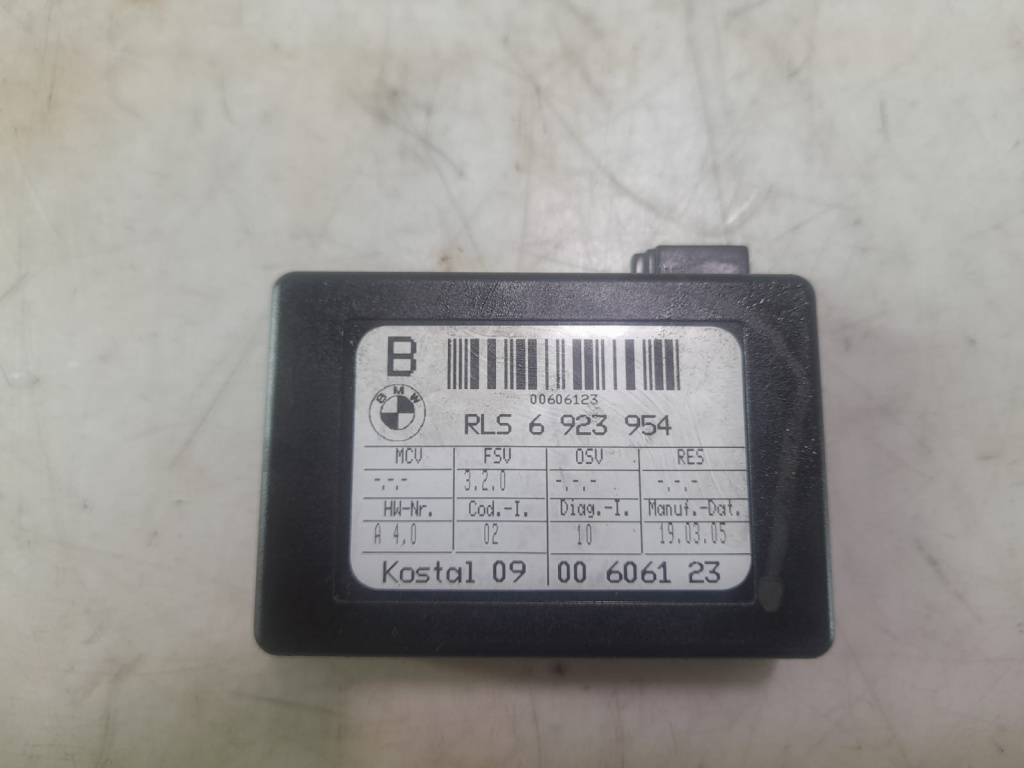 B
00606123
BMW
RLS 6 923 954
MCV FSV OSV RES
-.-.- 3.2.0 -.-.- -.-.-
HW-Nr. Cod.-I. Diag.-I. Manuf.-Dat.
A 4,0 02 10 19.03.05
Kostal 09 00 6061 23